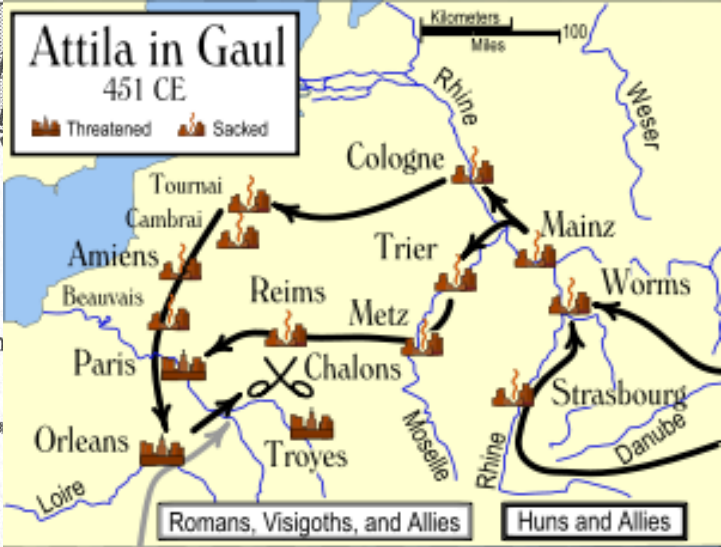 Attila in Gaul
451 CE
Threatened
Sacked
Kilometers
100
Miles
Rhine
Weser
Cologne
Tournai
Cambrai
Mainz
Trier
Amiens
Worms
Reims
Beauvais
Metz
Paris
Chalons
Strasbourg
Orleans
Troyes
Moselle
Rhine
Danube
Loire
Romans, Visigoths, and Allies
Huns and Allies